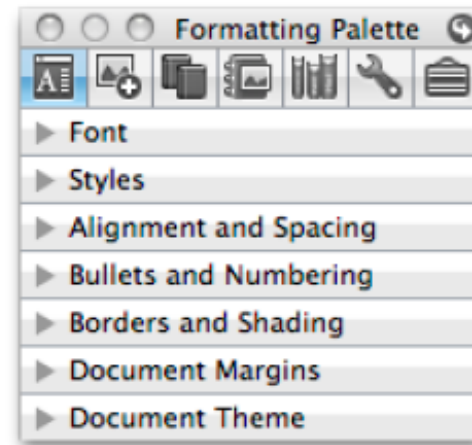 Formatting Palette
Font
Styles
Alignment and Spacing
Bullets and Numbering
Borders and Shading
Document Margins
Document Theme